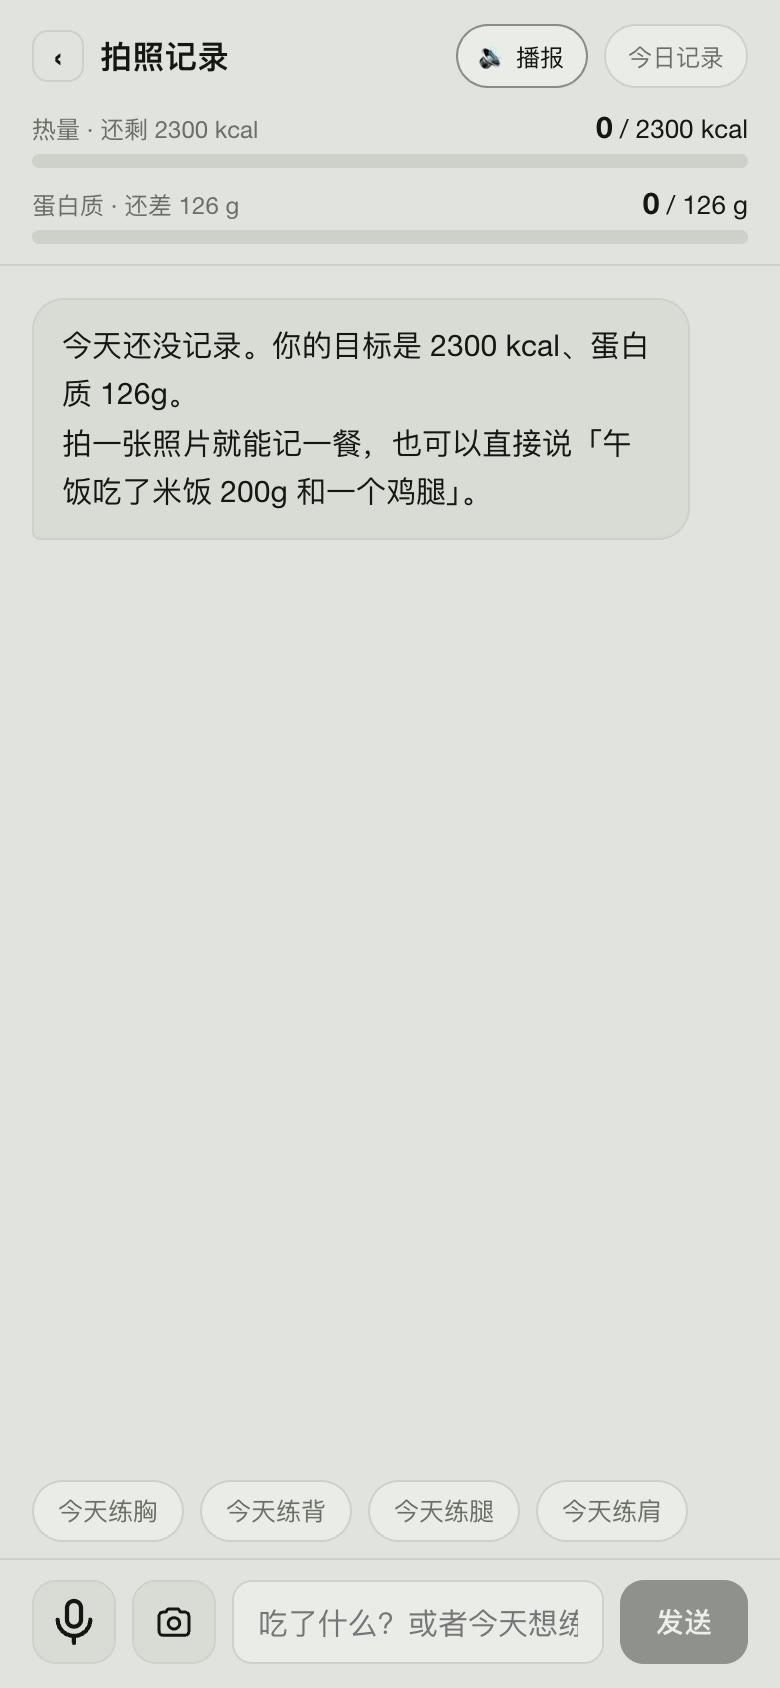 拍照记录
播报
今日记录
热量 · 还剩 2300 kcal
0 / 2300 kcal
蛋白质 · 还差 126 g
0 / 126 g
今天还没记录。你的目标是 2300 kcal、蛋白
质 126g。
拍一张照片就能记一餐，也可以直接说「午
饭吃了米饭 200g 和一个鸡腿」。
今天练胸
今天练背
今天练腿
今天练肩
吃了什么？或者今天想练
发送